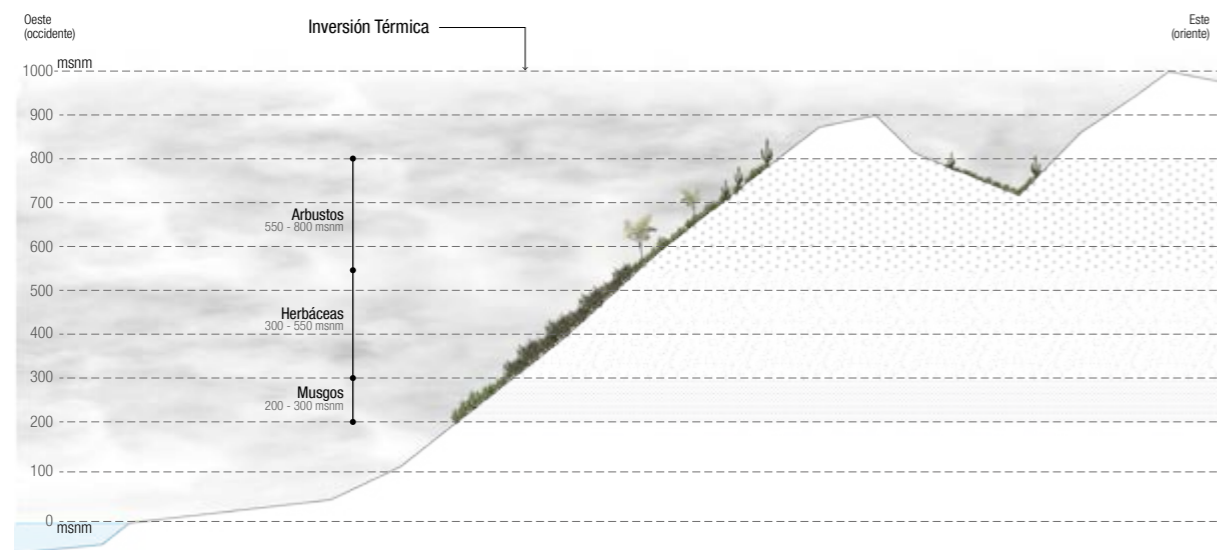 Oeste
(occidente)
Inversión Térmica
Este
(oriente)
1000 msnm
900
800
700
Arbustos
550 - 800 msnm
600
500
Herbáceas
300 - 550 msnm
400
300
Musgos
200 - 300 msnm
200
100
0 msnm